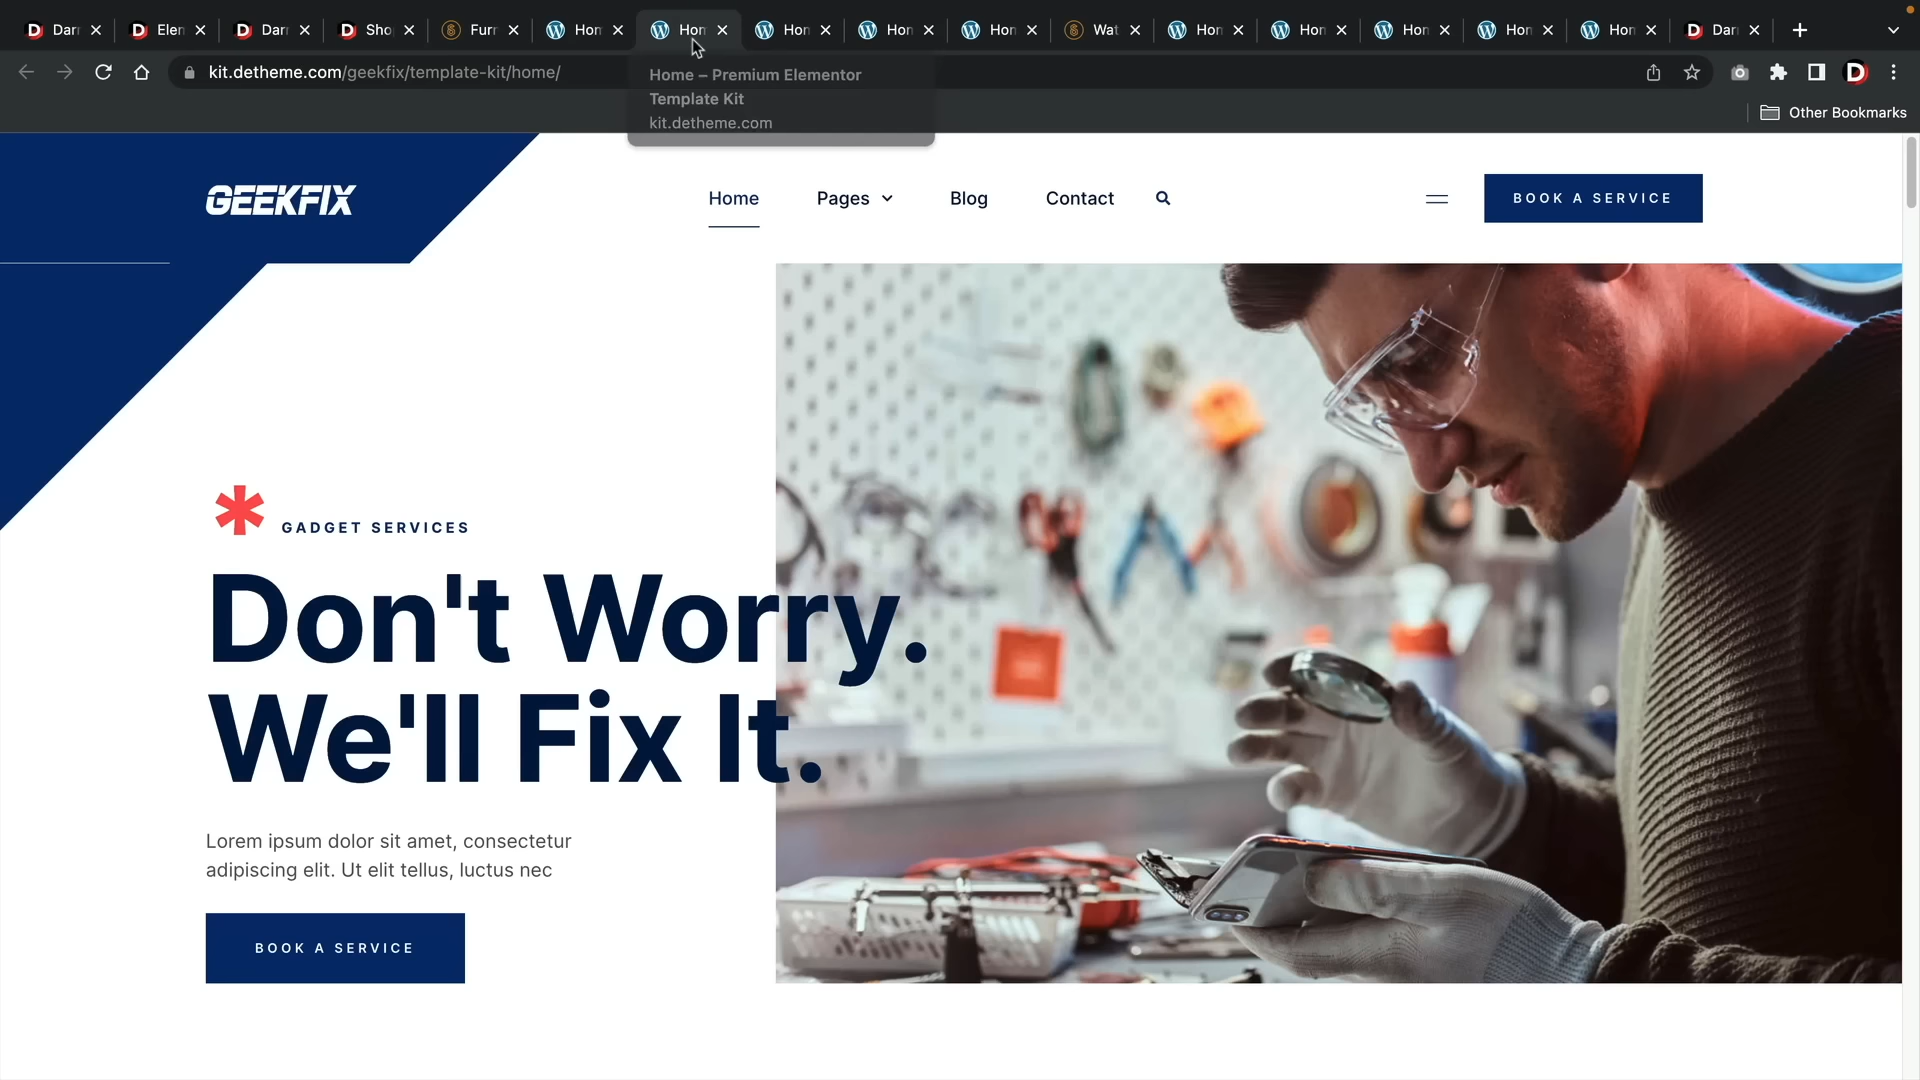 Dar
Elen
Dar
Sho
Furr
Hon
Hon
Hon
Hon
Hon
Wat
Hon
Hon
Hon
Hon
Hon
Dar
kit.detheme.com/geekfix/template-kit/home/
Home – Premium Elementor
Template Kit
kit.detheme.com
Other Bookmarks
GEEKFIX
Home
Pages
Blog
Contact
BOOK A SERVICE
GADGET SERVICES
Don't Worry.
We'll Fix It.
Lorem ipsum dolor sit amet, consectetur
adipiscing elit. Ut elit tellus, luctus nec
BOOK A SERVICE